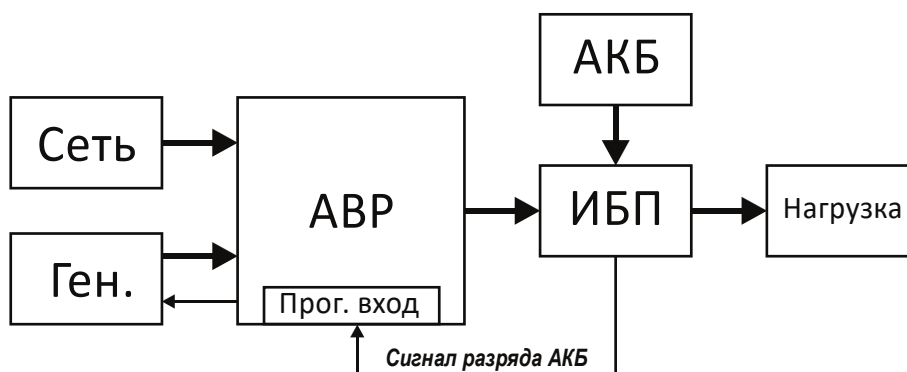 АКБ
Сеть
АВР
ИБП
Нагрузка
Ген.
Прог. вход
Сигнал разряда АКБ